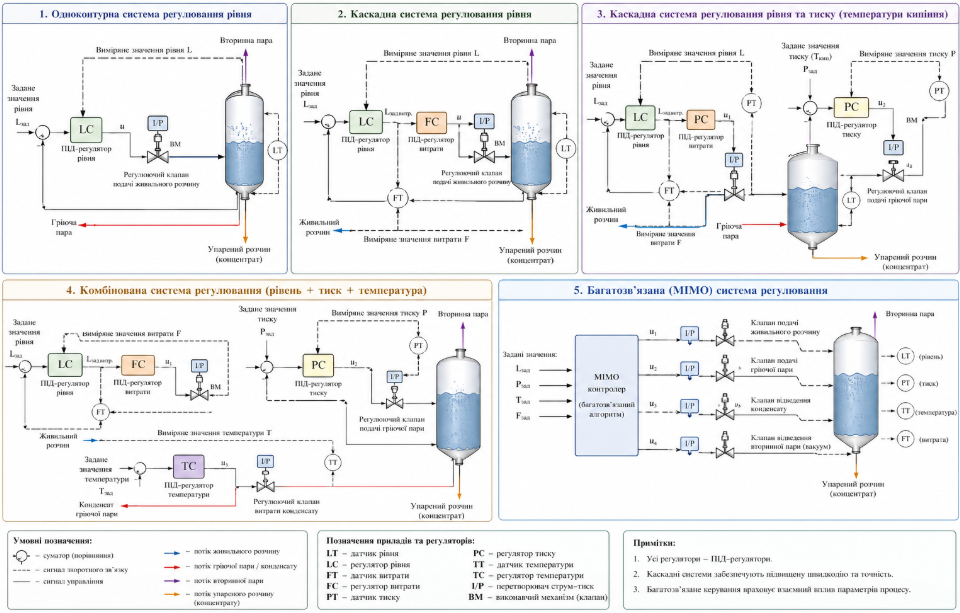 1. Одноконтурна система регулювання рівня
Вторинна пара
Виміряне значення рівня L
Задане
значення
рівня
Lзад
LC
ПІД–регулятор
рівня
u
I/P
ВМ
Регулюючий клапан
подачі живильного розчину
LT
Гріюча
пара
Упарений розчин
(концентрат)
2. Каскадна система регулювання рівня
Вторинна пара
Виміряне значення рівня L
Задане
значення
рівня
Lзад
LC
ПІД–регулятор
рівня
FC
ПІД–регулятор
витрати
u
I/P
ВМ
Регулюючий клапан
подачі живильного розчину
LT
FT
Живильний
розчин
Виміряне значення витрати F
Упарений розчин
(концентрат)
3. Каскадна система регулювання рівня та тиску (температури кипіння)
Виміряне значення рівня L
Задане значення
тиску (Tкип)
Pзад
Виміряне значення тиску P
Задане
значення
рівня
Lзад
LC
ПІД–регулятор
рівня
PC
ПІД–регулятор
витрати
u1
I/P
PT
PC
ПІД–регулятор
тиску
u2
PT
ВМ
I/P
Регулюючий клапан
подачі гріючої пари
LT
FT
Живильний
розчин
Виміряне значення
витрати F
Гріюча
пара
Упарений розчин
(концентрат)
4. Комбінована система регулювання (рівень + тиск + температура)
Задане
значення
рівня
Lзад
виміряне значення витрати F
LC
ПІД–регулятор
рівня
FC
ПІД–регулятор
витрати
u2
I/P
ВМ
FT
Живильний
розчин
Задане значення
тиску
Pзад
Виміряне значення тиску P
Вторинна пара
PC
ПІД–регулятор
тиску
u2
PT
I/P
Регулюючий клапан
подачі гріючої пари
Виміряне значення температури T
Задане
значення
температури
Tзад
TC
ПІД–регулятор
температури
u3
I/P
TT
Регулюючий клапан
витрати конденсату
Конденсат
гріючої пари
Упарений розчин
(концентрат)
5. Багатозв’язана (MIMO) система регулювання
Вторинна пара
Задані значення:
Lзад
Pзад
Tзад
Fзад
MIMO
контролер
(багатозв’язаний
алгоритм)
u1
I/P
Клапан подачі
живильного розчину
u2
I/P
Клапан подачі
гріючої пари
I/P
Клапан відведення
конденсату
u4
I/P
Клапан відведення
вторинної пари (вакуум)
LT (рівень)
PT (тиск)
TT (температура)
FT (витрата)
Упарений розчин
(концентрат)
Умовні позначення:
– суматор (порівняння)
– сигнал зворотного зв’язку
– сигнал управління
– потік живильного розчину
– потік гріючої пари / конденсату
– потік вторинної пари
– потік упареного розчину
(концентрату)
Позначення приладів та регуляторів:
LT – датчик рівня
LC – регулятор рівня
FT – датчик витрати
FC – регулятор витрати
PT – датчик тиску
PC – регулятор тиску
TT – датчик температури
TC – регулятор температури
I/P – перетворювач струм–тиск
ВМ – виконавчий механізм (клапан)
Примітки:
1. Усі регулятори – ПІД–регулятори.
2. Каскадні системи забезпечують підвищену швидкодію та точність.
3. Багатозв’язане керування враховує взаємний вплив параметрів процесу.